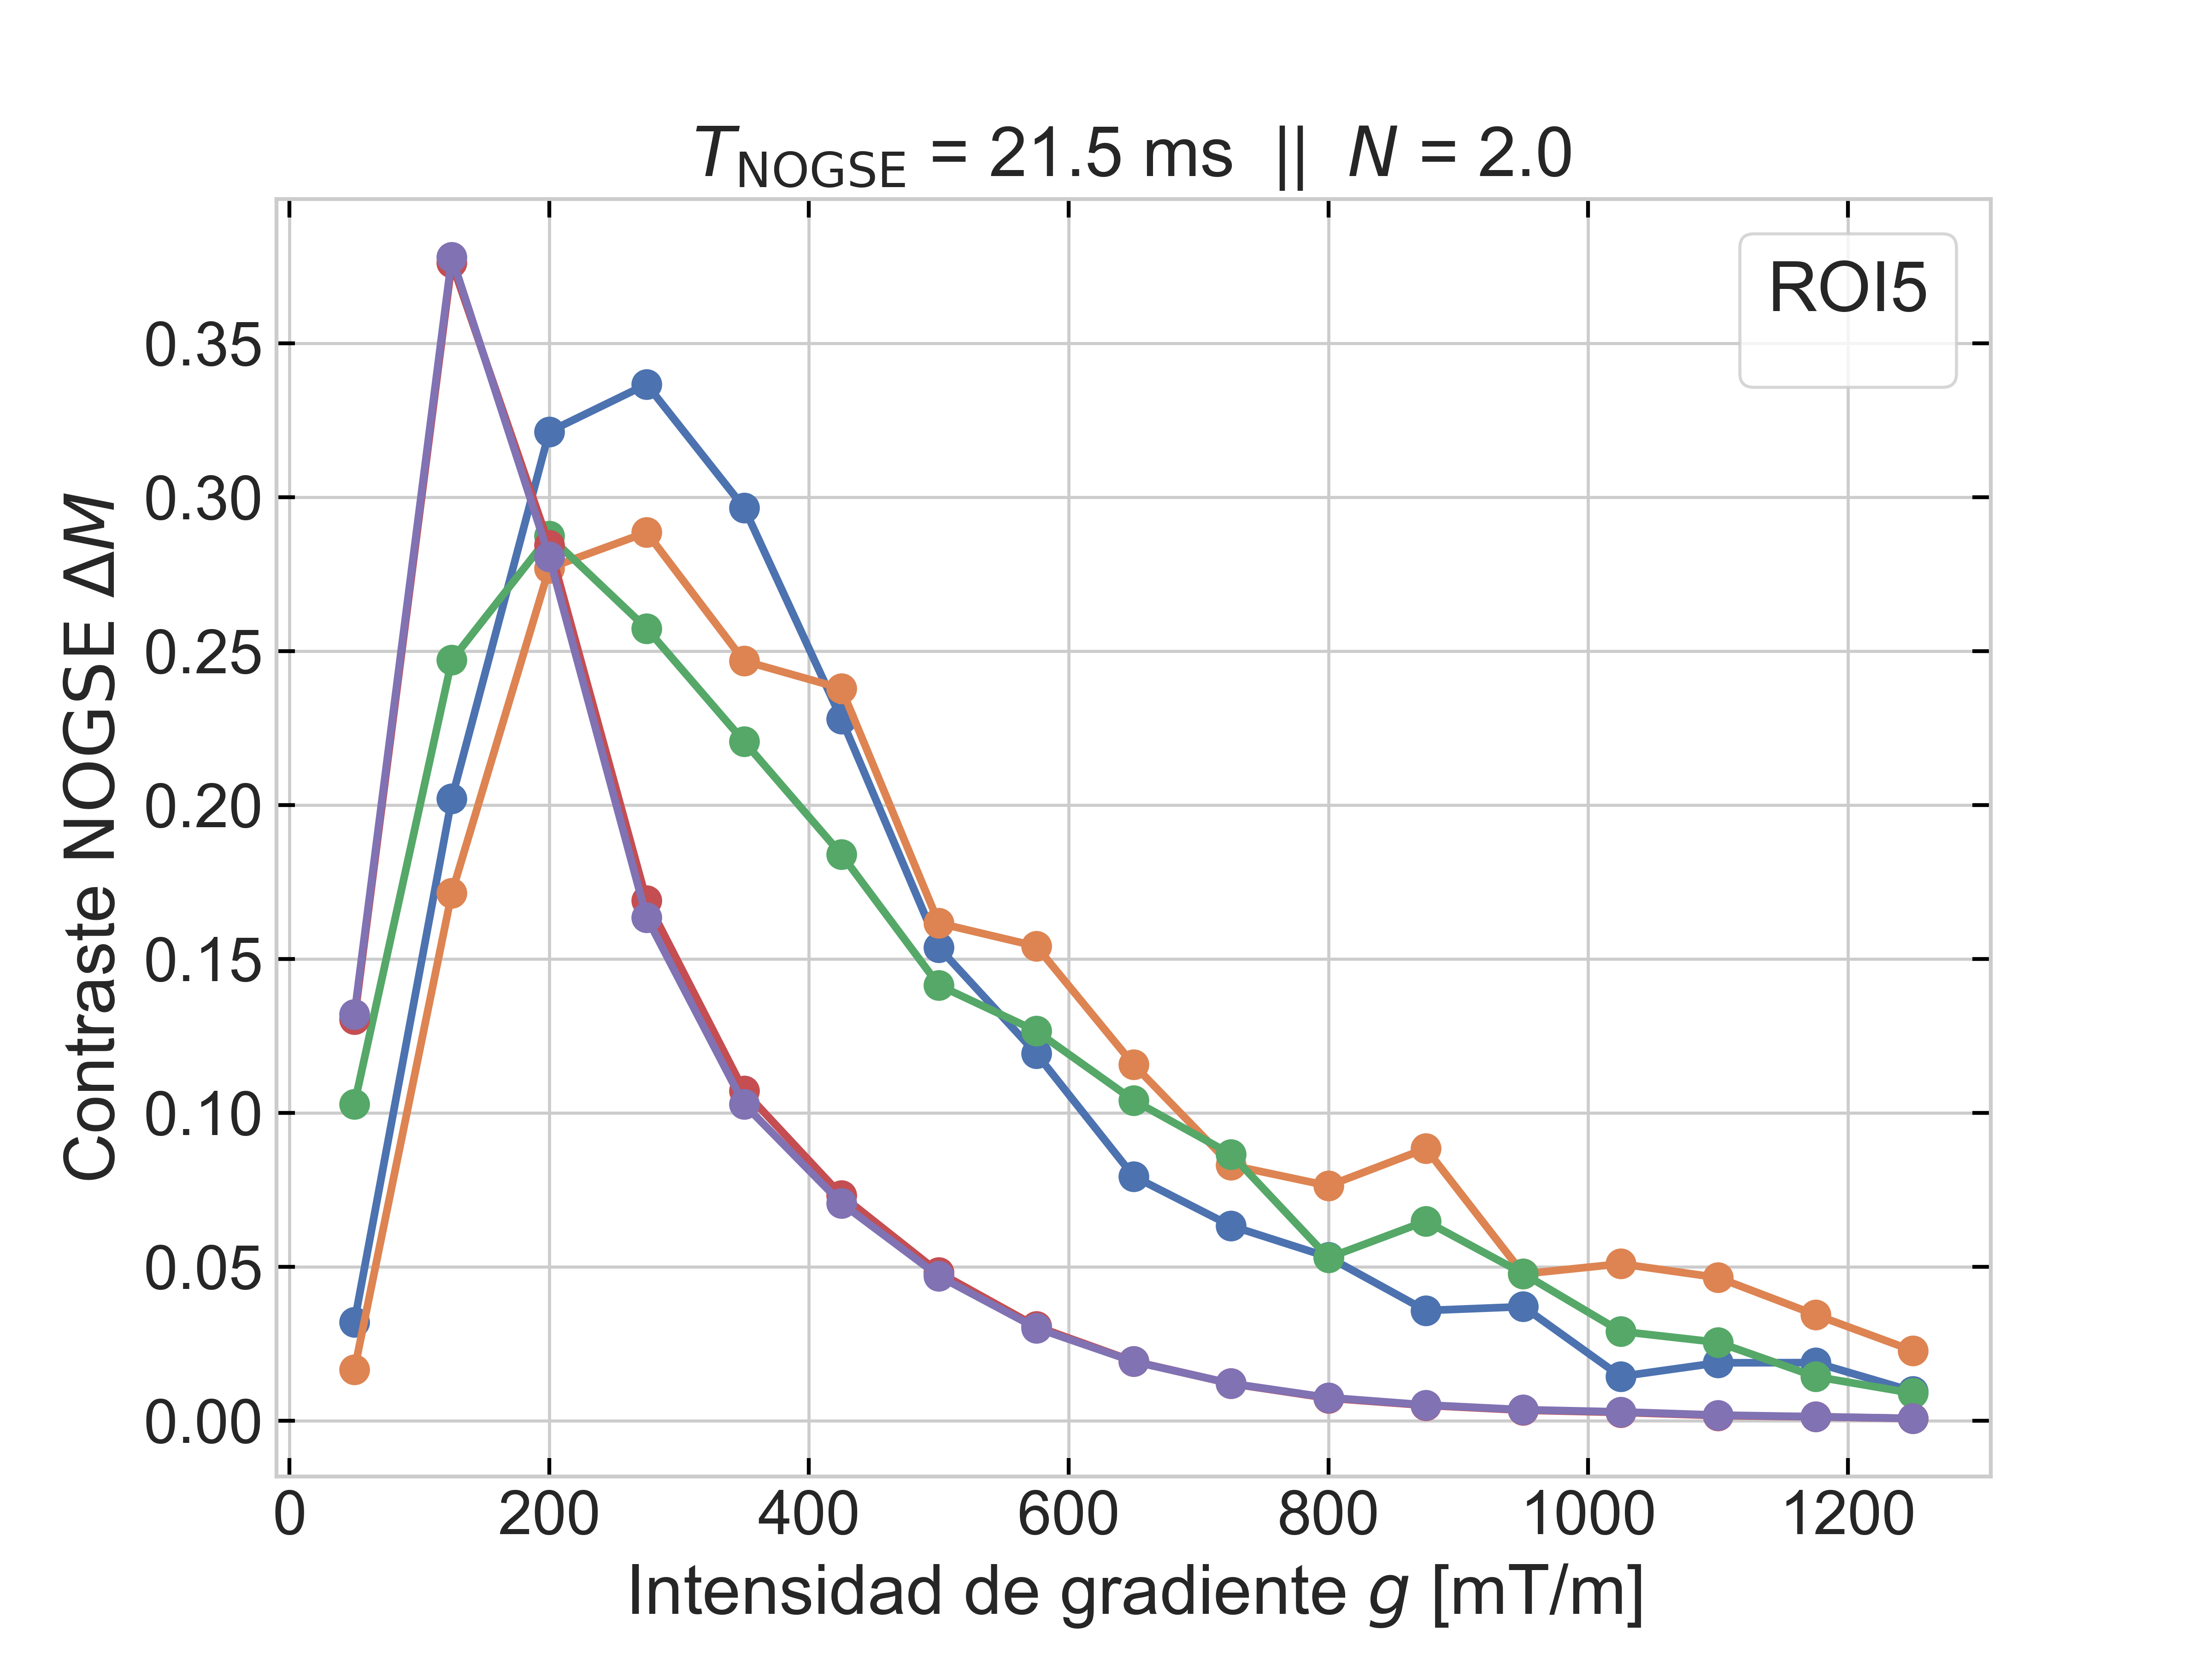 T_NOGSE = 21.5 ms || N = 2.0
ROI5
Contraste NOGSE ΔM
0.35
0.30
0.25
0.20
0.15
0.10
0.05
0.00
0 200 400 600 800 1000 1200
Intensidad de gradiente g [mT/m]